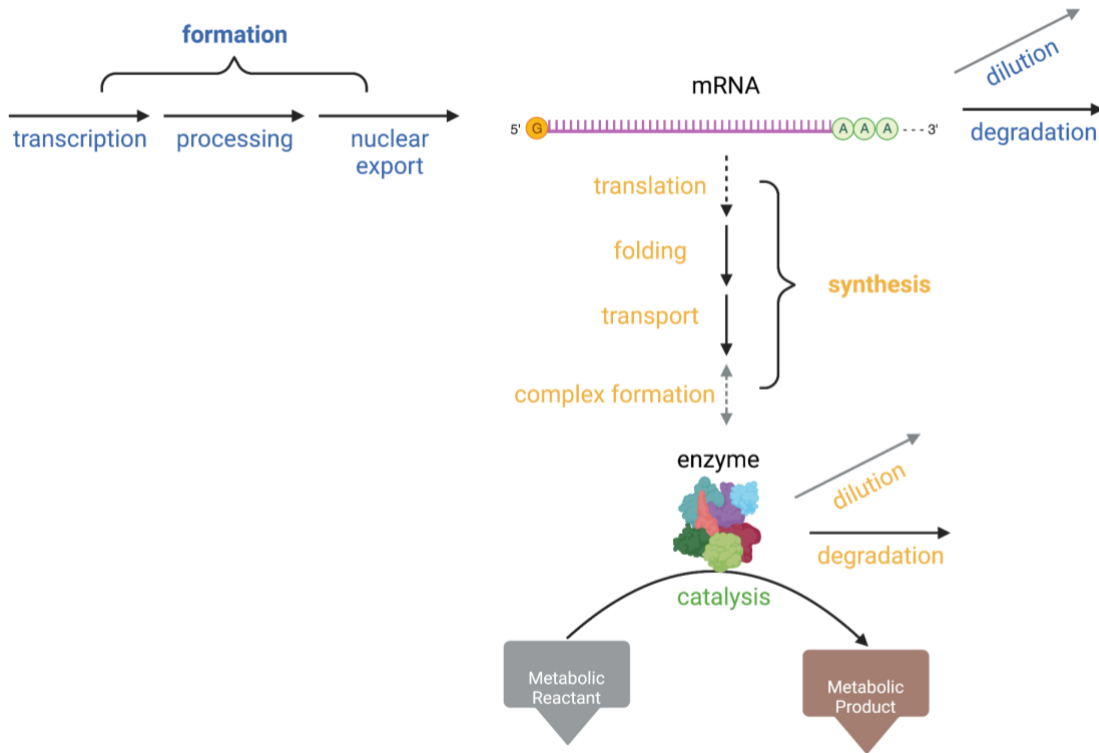 formation
transcription
processing
nuclear
export
mRNA
5' G A A A 3'
dilution
degradation
translation
folding
transport
complex formation
synthesis
enzyme
dilution
degradation
catalysis
Metabolic
Reactant
Metabolic
Product